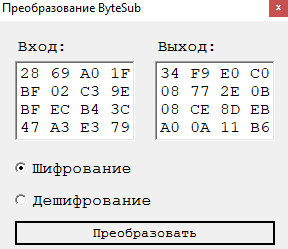 Преобразование ByteSub
Вход: Выход:
28 69 A0 1F 34 F9 E0 C0
BF 02 C3 9E 08 77 2E 0B
BF EC B4 3C 08 CE 8D EB
47 A3 E3 79 A0 0A 11 B6
Шифрование
Дешифрование
Преобразовать